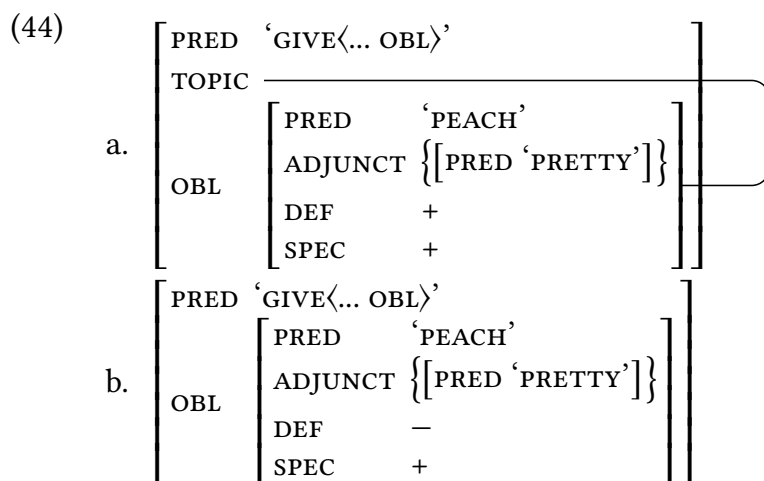 (44)
PRED ‘GIVE⟨... OBL⟩’
TOPIC
PRED ‘PEACH’
a.
ADJUNCT {[PRED ‘PRETTY’]}
OBL
DEF +
SPEC +
PRED ‘GIVE⟨... OBL⟩’
PRED ‘PEACH’
b.
ADJUNCT {[PRED ‘PRETTY’]}
OBL
DEF −
SPEC +